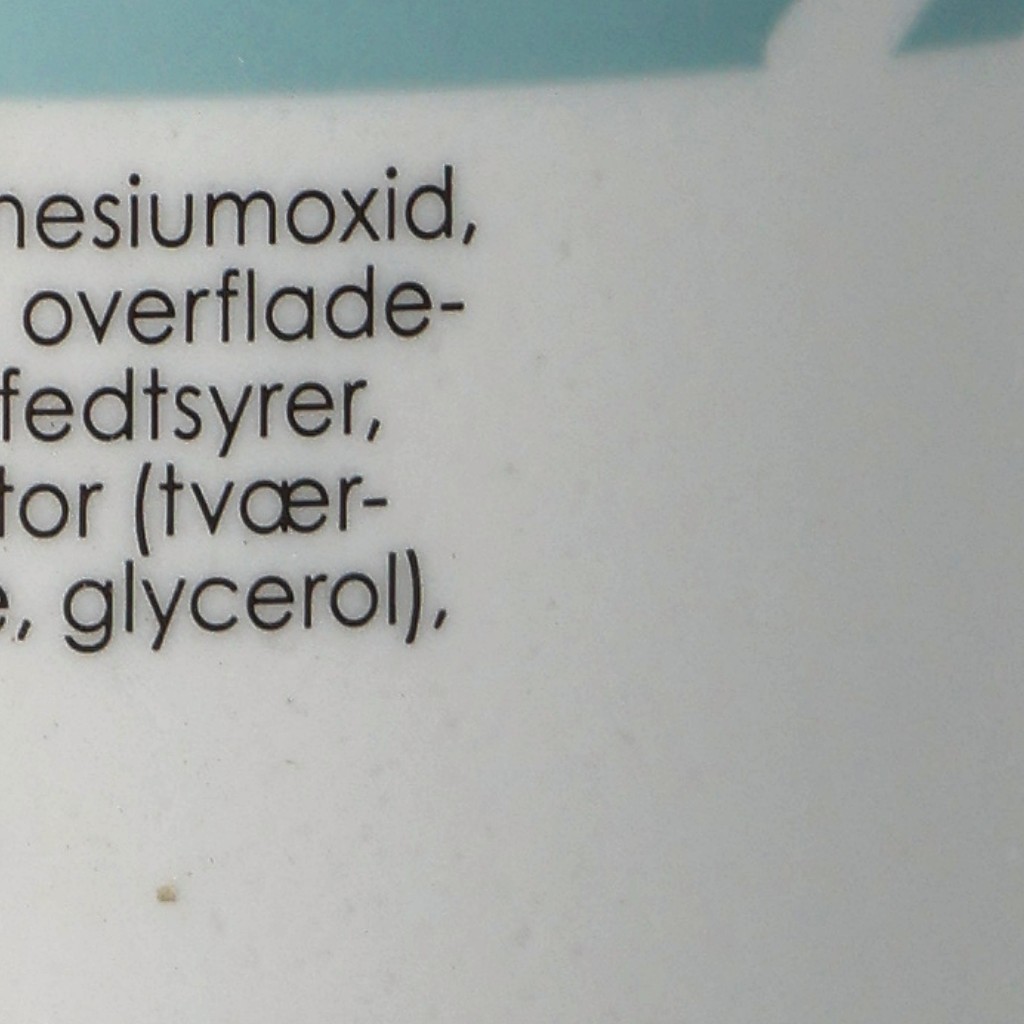 nesiumoxid,
overflade-
fedtsyrer,
tor (tvær-
e, glycerol),